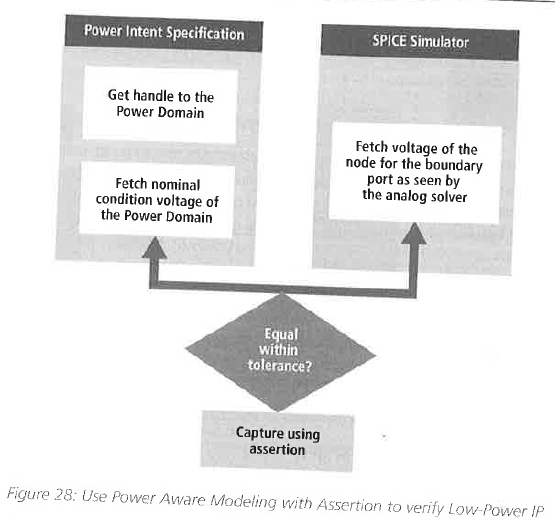 Power Intent Specification
Get handle to the
Power Domain
Fetch nominal
condition voltage of
the Power Domain
SPICE Simulator
Fetch voltage of the
node for the boundary
port as seen by
the analog solver
Equal
within
tolerance?
Capture using
assertion
Figure 28: Use Power Aware Modeling with Assertion to verify Low-Power IP